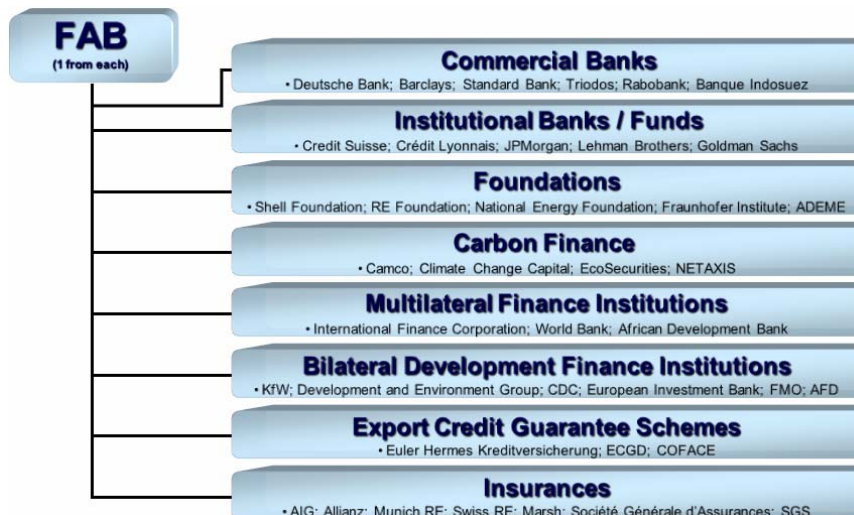 FAB
(1 from each)
Commercial Banks
• Deutsche Bank; Barclays; Standard Bank; Triodos; Rabobank; Banque Indosuez
Institutional Banks / Funds
• Credit Suisse; Crédit Lyonnais; JPMorgan; Lehman Brothers; Goldman Sachs
Foundations
• Shell Foundation; RE Foundation; National Energy Foundation; Fraunhofer Institute; ADEME
Carbon Finance
• Camco; Climate Change Capital; EcoSecurities; NETAXIS
Multilateral Finance Institutions
• International Finance Corporation; World Bank; African Development Bank
Bilateral Development Finance Institutions
• KfW; Development and Environment Group; CDC; European Investment Bank; FMO; AFD
Export Credit Guarantee Schemes
• Euler Hermes Kreditversicherung; ECGD; COFACE
Insurances
• AIG; Allianz; Munich RE; Swiss RE; Marsh; Société Générale d'Assurances; SGS